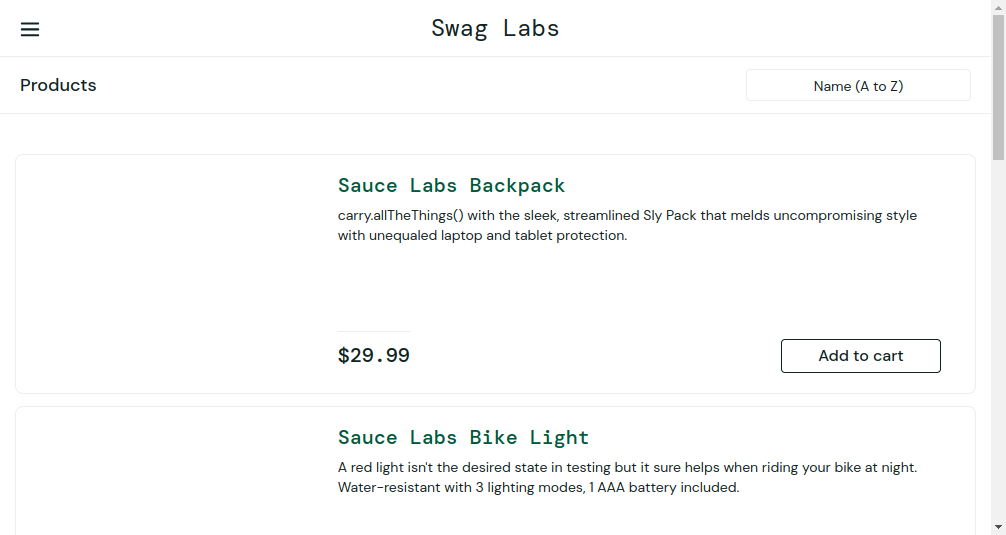 Swag Labs
Products
Name (A to Z)
Sauce Labs Backpack
carry.allTheThings() with the sleek, streamlined Sly Pack that melds uncompromising style
with unequaled laptop and tablet protection.
$29.99
Add to cart
Sauce Labs Bike Light
A red light isn't the desired state in testing but it sure helps when riding your bike at night.
Water-resistant with 3 lighting modes, 1 AAA battery included.